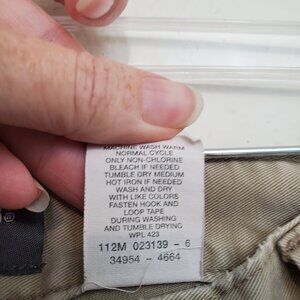 MACHINE WASH WARM
NORMAL CYCLE
ONLY NON-CHLORINE
BLEACH IF NEEDED
TUMBLE DRY MEDIUM
HOT IRON IF NEEDED
WASH AND DRY
WITH LIKE COLORS
FASTEN HOOK AND
LOOP TAPE
DURING WASHING
AND TUMBLE DRYING
WPL 423
112M 023139 - 6
34954 - 4664
®